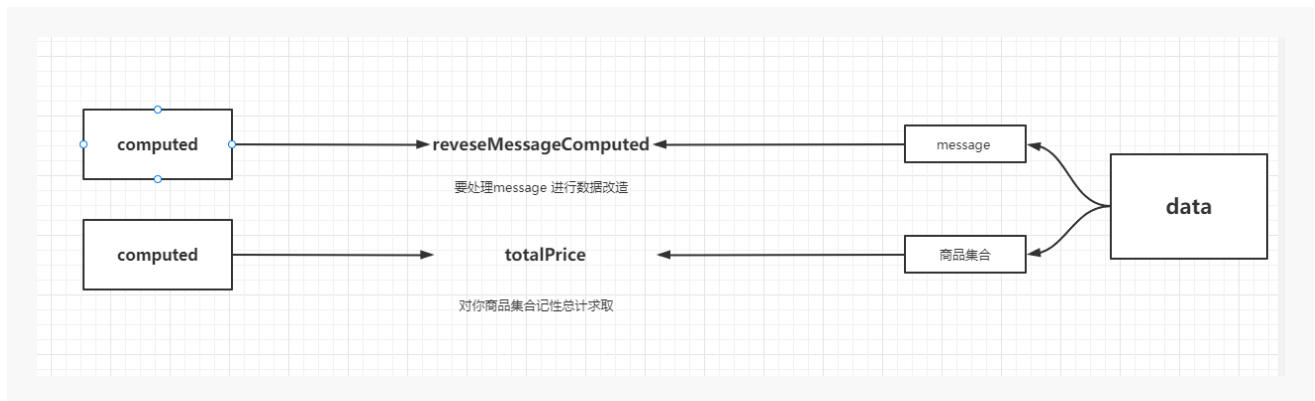 computed
reveseMessageComputed
message
要处理message 进行数据改造
data
computed
totalPrice
商品集合
对你商品集合记性总计求取